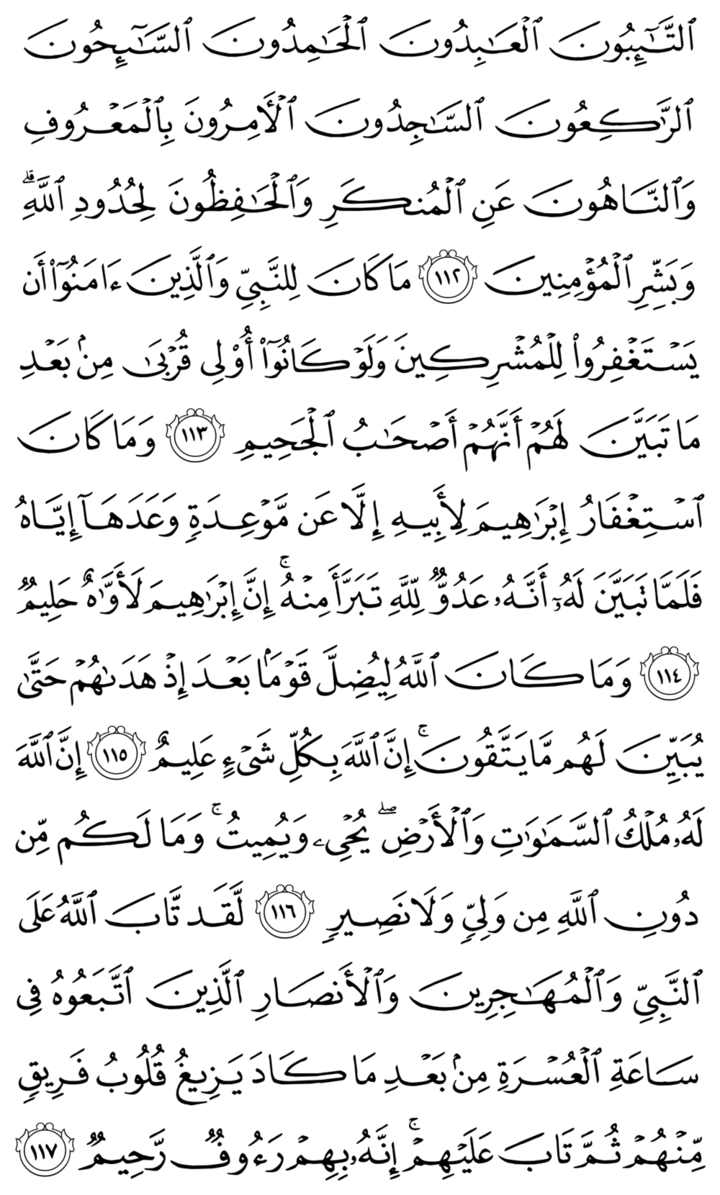 ٱلتَّـٰٓئِبُونَ ٱلْعَـٰبِدُونَ ٱلْحَـٰمِدُونَ ٱلسَّـٰٓئِحُونَ
ٱلرَّٰكِعُونَ ٱلسَّـٰجِدُونَ ٱلْـَٔامِرُونَ بِٱلْمَعْرُوفِ
وَٱلنَّاهُونَ عَنِ ٱلْمُنكَرِ وَٱلْحَـٰفِظُونَ لِحُدُودِ ٱللَّهِ ۗ
وَبَشِّرِ ٱلْمُؤْمِنِينَ ١١٢ مَا كَانَ لِلنَّبِىِّ وَٱلَّذِينَ ءَامَنُوٓا۟ أَن
يَسْتَغْفِرُوا۟ لِلْمُشْرِكِينَ وَلَوْ كَانُوٓا۟ أُو۟لِى قُرْبَىٰ مِنۢ بَعْدِ
مَا تَبَيَّنَ لَهُمْ أَنَّهُمْ أَصْحَـٰبُ ٱلْجَحِيمِ ١١٣ وَمَا كَانَ
ٱسْتِغْفَارُ إِبْرَٰهِيمَ لِأَبِيهِ إِلَّا عَن مَّوْعِدَةٍ وَعَدَهَآ إِيَّاهُ
فَلَمَّا تَبَيَّنَ لَهُۥٓ أَنَّهُۥ عَدُوٌّ لِّلَّهِ تَبَرَّأَ مِنْهُ ۚ إِنَّ إِبْرَٰهِيمَ لَأَوَّٰهٌ حَلِيمٌ
١١٤ وَمَا كَانَ ٱللَّهُ لِيُضِلَّ قَوْمًۢا بَعْدَ إِذْ هَدَىٰهُمْ حَتَّىٰ
يُبَيِّنَ لَهُم مَّا يَتَّقُونَ ۚ إِنَّ ٱللَّهَ بِكُلِّ شَىْءٍ عَلِيمٌ ١١٥ إِنَّ ٱللَّهَ
لَهُۥ مُلْكُ ٱلسَّمَـٰوَٰتِ وَٱلْأَرْضِ ۖ يُحْىِۦ وَيُمِيتُ ۚ وَمَا لَكُم مِّن
دُونِ ٱللَّهِ مِن وَلِىٍّ وَلَا نَصِيرٍ ١١٦ لَّقَد تَّابَ ٱللَّهُ عَلَى
ٱلنَّبِىِّ وَٱلْمُهَـٰجِرِينَ وَٱلْأَنصَارِ ٱلَّذِينَ ٱتَّبَعُوهُ فِى
سَاعَةِ ٱلْعُسْرَةِ مِنۢ بَعْدِ مَا كَادَ يَزِيغُ قُلُوبُ فَرِيقٍ
مِّنْهُمْ ثُمَّ تَابَ عَلَيْهِمْ ۚ إِنَّهُۥ بِهِمْ رَءُوفٌ رَّحِيمٌ ١١٧